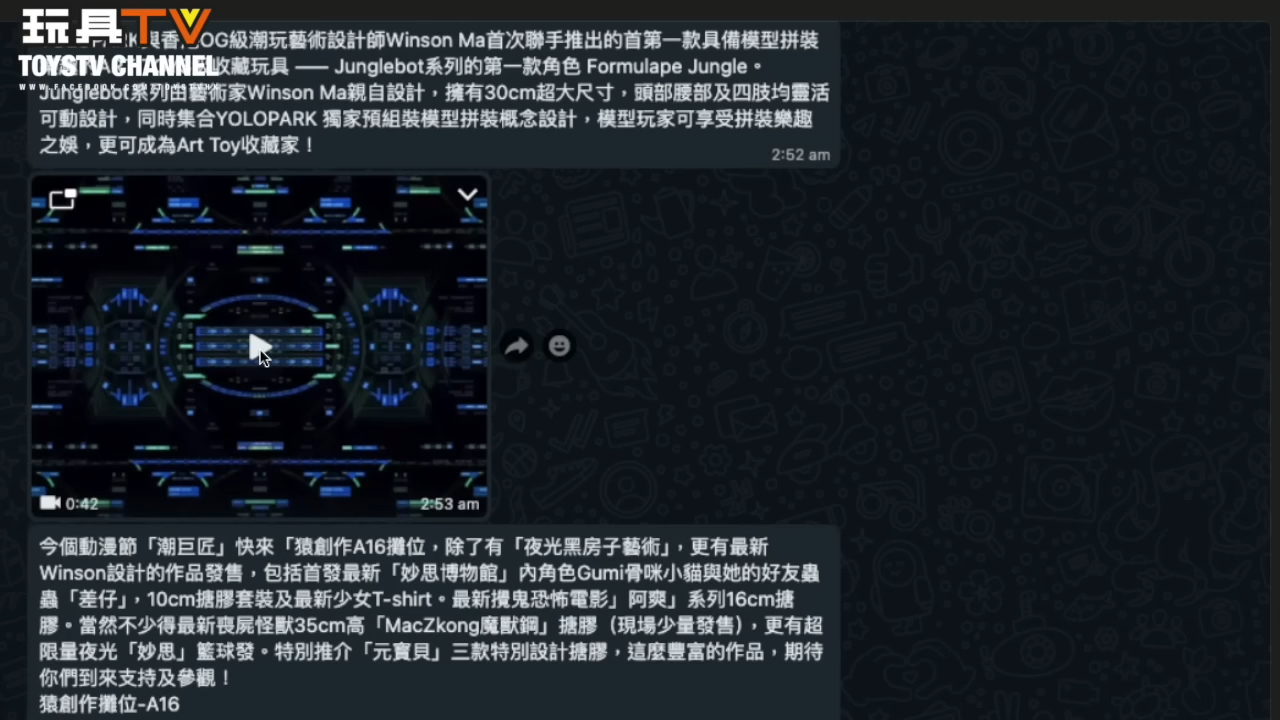 玩具TV
TOYSTV CHANNEL
OG級潮玩藝術設計師Winson Ma首次聯手推出的首第一款具備模型拼裝
收藏玩具 —— Junglebot系列的第一款角色 Formulape Jungle。
Junglebot系列由藝術家Winson Ma親自設計，擁有30cm超大尺寸，頭部腰部及四肢均靈活
可動設計，同時集合YOLOPARK 獨家預組裝模型拼裝概念設計，模型玩家可享受拼裝樂趣
之娛，更可成為Art Toy收藏家！
2:52 am
0:42
2:53 am
今個動漫節「潮巨匠」快來「猿創作A16攤位，除了有「夜光黑房子藝術」，更有最新
Winson設計的作品發售，包括首發最新「妙思博物館」內角色Gumi骨咪小貓與她的好友蟲
蟲「差仔」，10cm搪膠套裝及最新少女T-shirt。最新攪鬼恐怖電影」阿爽」系列16cm搪
膠。當然不少得最新喪屍怪獸35cm高「MacZkong魔獸鋼」搪膠（現場少量發售），更有超
限量夜光「妙思」籃球發。特別推介「元寶貝」三款特別設計搪膠，這麼豐富的作品，期待
你們到來支持及參觀！
猿創作攤位-A16